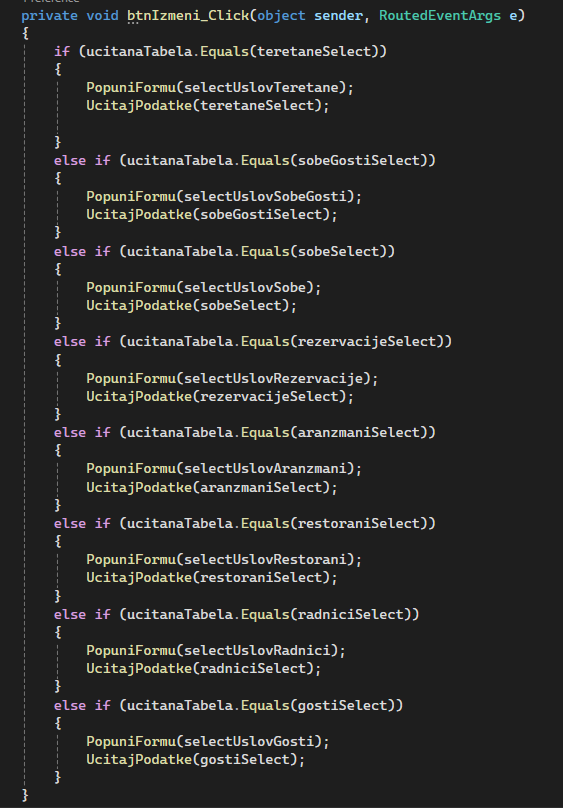 private void btnIzmeni_Click(object sender, RoutedEventArgs e)
{
    if (ucitanaTabela.Equals(teretaneSelect))
    {
        PopuniFormu(selectUslovTeretane);
        UcitajPodatke(teretaneSelect);

    }
    else if (ucitanaTabela.Equals(sobeGostiSelect))
    {
        PopuniFormu(selectUslovSobeGosti);
        UcitajPodatke(sobeGostiSelect);
    }
    else if (ucitanaTabela.Equals(sobeSelect))
    {
        PopuniFormu(selectUslovSobe);
        UcitajPodatke(sobeSelect);
    }
    else if (ucitanaTabela.Equals(rezervacijeSelect))
    {
        PopuniFormu(selectUslovRezervacije);
        UcitajPodatke(rezervacijeSelect);
    }
    else if (ucitanaTabela.Equals(aranzmaniSelect))
    {
        PopuniFormu(selectUslovAranzmani);
        UcitajPodatke(aranzmaniSelect);
    }
    else if (ucitanaTabela.Equals(restoraniSelect))
    {
        PopuniFormu(selectUslovRestorani);
        UcitajPodatke(restoraniSelect);
    }
    else if (ucitanaTabela.Equals(radniciSelect))
    {
        PopuniFormu(selectUslovRadnici);
        UcitajPodatke(radniciSelect);
    }
    else if (ucitanaTabela.Equals(gostiSelect))
    {
        PopuniFormu(selectUslovGosti);
        UcitajPodatke(gostiSelect);
    }
}